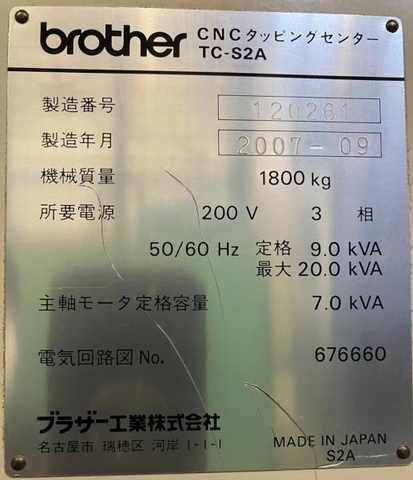 brother CNCタッピングセンター
TC-S2A
製造番号 120261
製造年月 2007-09
機械質量 1800 kg
所要電源 200 V 3 相
50/60 Hz 定格 9.0 kVA
最大 20.0 kVA
主軸モータ定格容量 7.0 kVA
電気回路図 No. 676660
ブラザー工業株式会社
名古屋市 瑞穂区 河岸 1-1-1
MADE IN JAPAN
S2A